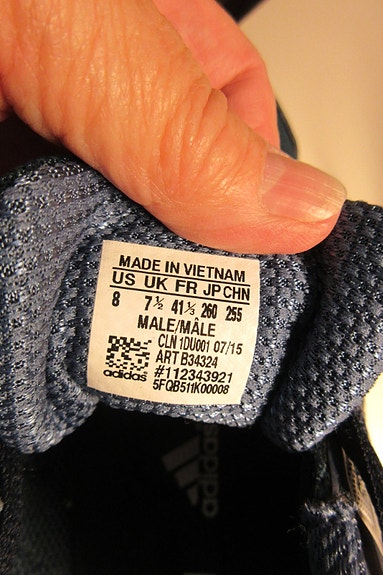 MADE IN VIETNAM
US UK FR JP CHN
8 7½ 41⅓ 260 255
MALE/MÂLE
CLN 1DU001 07/15
ART B34324
#112343921
adidas 5FQB511K00008
adidas